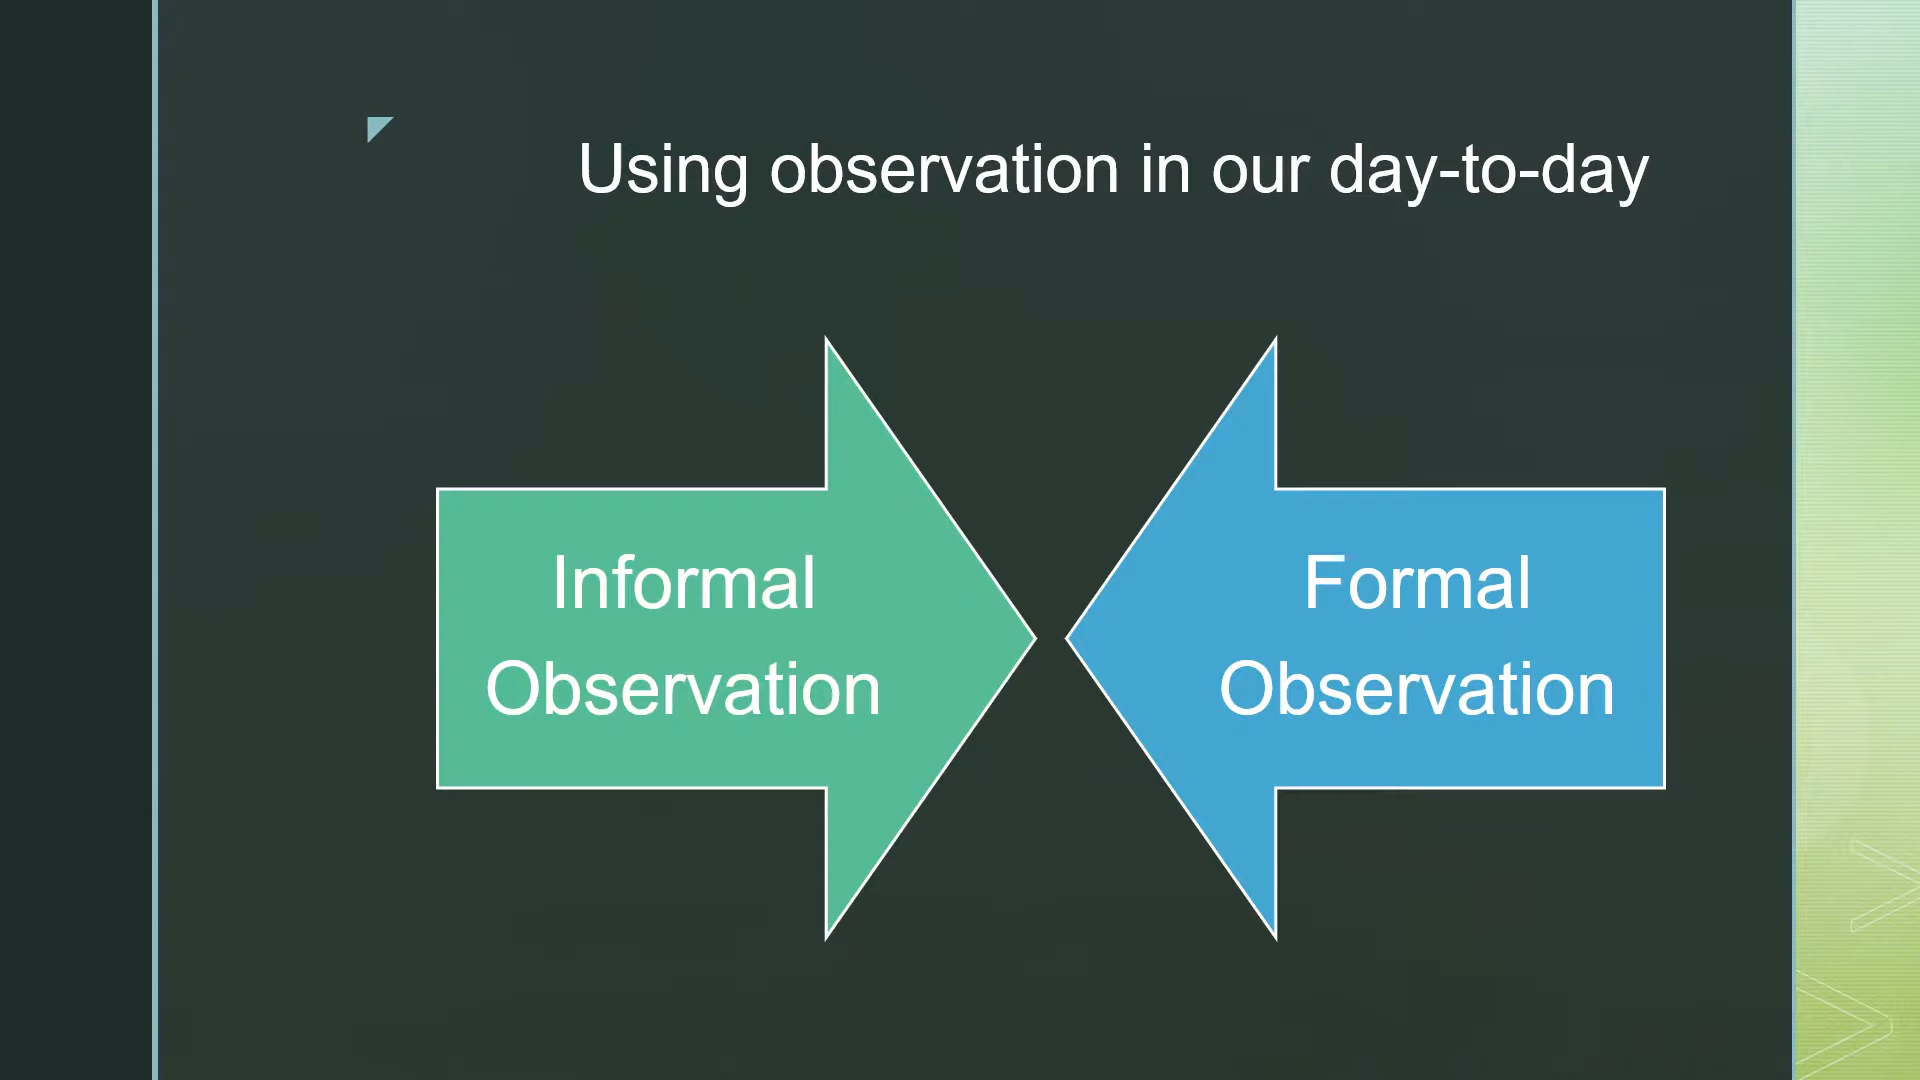 Using observation in our day-to-day
Informal
Observation
Formal
Observation